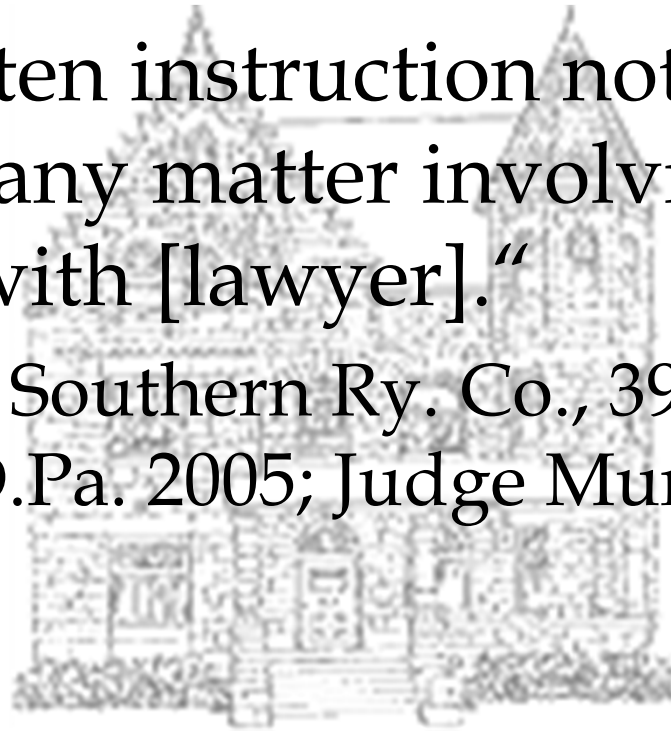 ten instruction not
any matter involvi
with [lawyer].“
Southern Ry. Co., 39
.Pa. 2005; Judge Mur